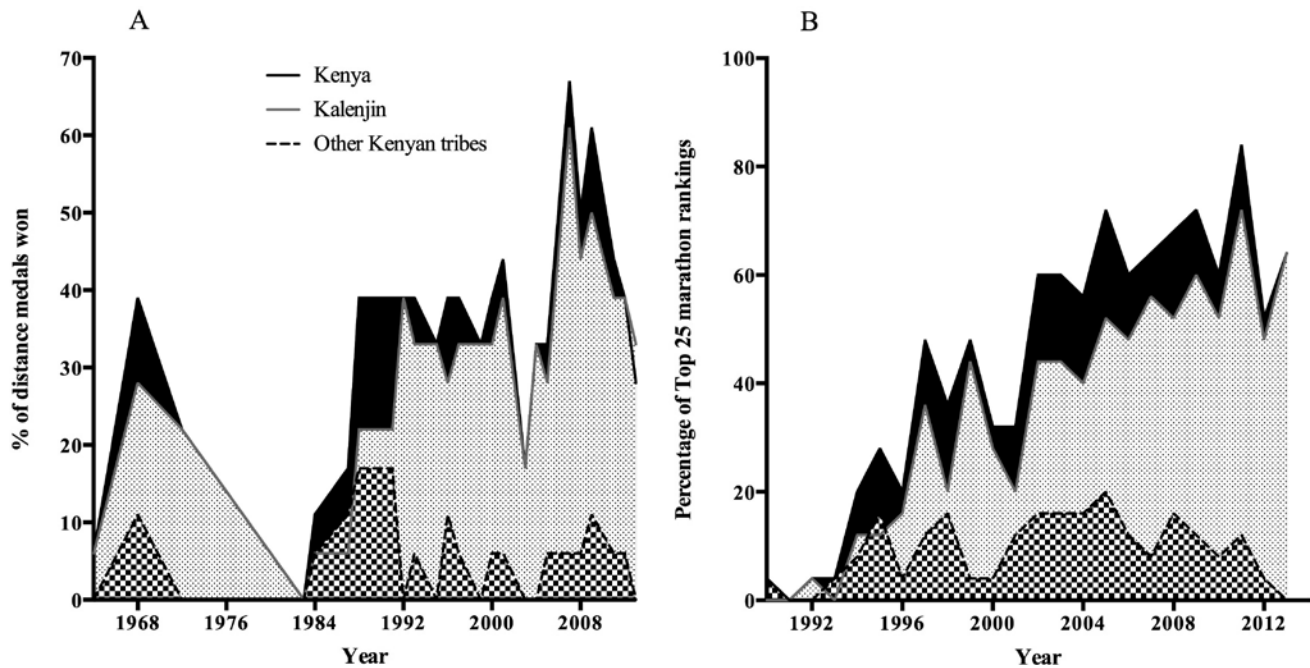 A
% of distance medals won
70
60
50
40
30
20
10
0
Kenya
Kalenjin
Other Kenyan tribes
1968 1976 1984 1992 2000 2008
Year
B
Percentage of Top 25 marathon rankings
100
80
60
40
20
0
1992 1996 2000 2004 2008 2012
Year